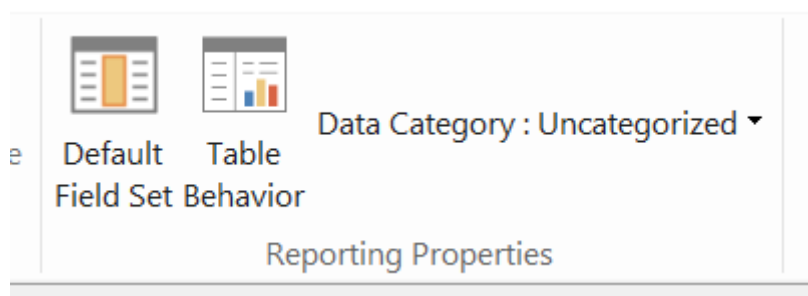 e
Default
Field Set
Table
Behavior
Data Category : Uncategorized
Reporting Properties